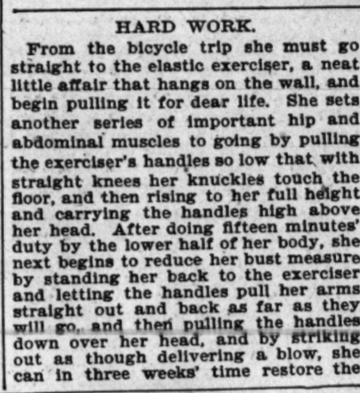 HARD WORK.
From the bicycle trip she must go
straight to the elastic exerciser, a neat
little affair that hangs on the wall, and
begin pulling it for dear life. She sets
another series of important hip and
abdominal muscles to going by pulling
the exerciser's handles so low that with
straight knees her knuckles touch the
floor, and then rising to her full height
and carrying the handles high above
her head. After doing fifteen minutes'
duty by the lower half of her body, she
next begins to reduce her bust measure
by standing her back to the exerciser
and letting the handles pull her arms
straight out and back as far as they
will go, and then pulling the handles
down over her head, and by striking
out as though delivering a blow, she
can in three weeks' time restore the